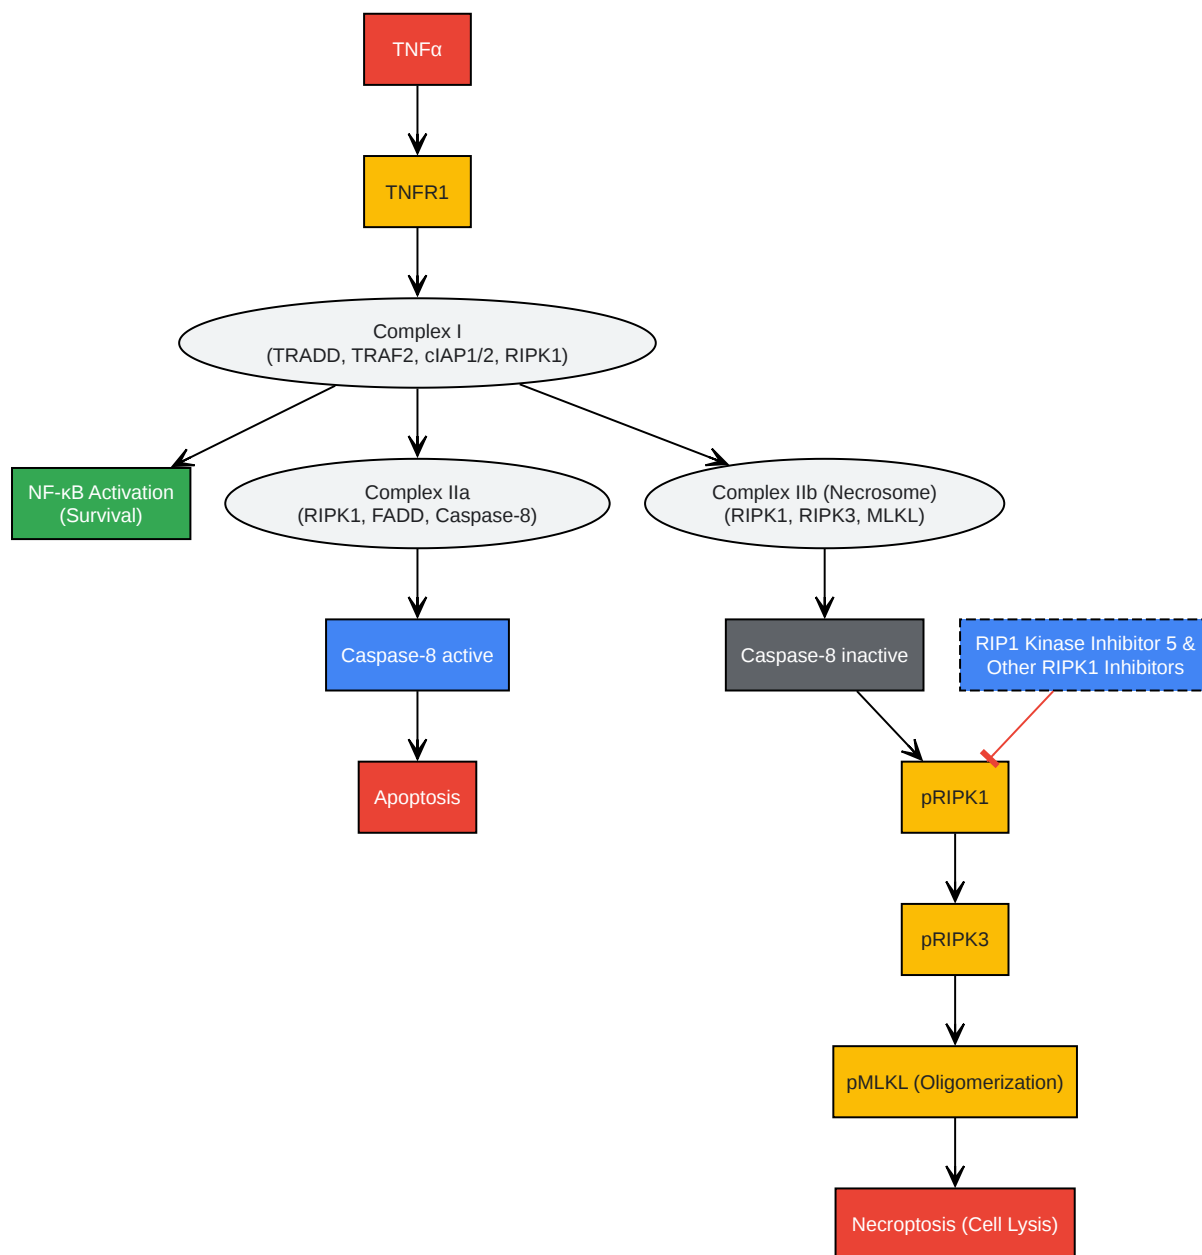 TNFα
TNFR1
Complex I
(TRADD, TRAF2, cIAP1/2, RIPK1)
NF-κB Activation
(Survival)
Complex IIa
(RIPK1, FADD, Caspase-8)
Complex IIb (Necrosome)
(RIPK1, RIPK3, MLKL)
Caspase-8 active
Caspase-8 inactive
RIP1 Kinase Inhibitor 5 &
Other RIPK1 Inhibitors
Apoptosis
pRIPK1
pRIPK3
pMLKL (Oligomerization)
Necroptosis (Cell Lysis)